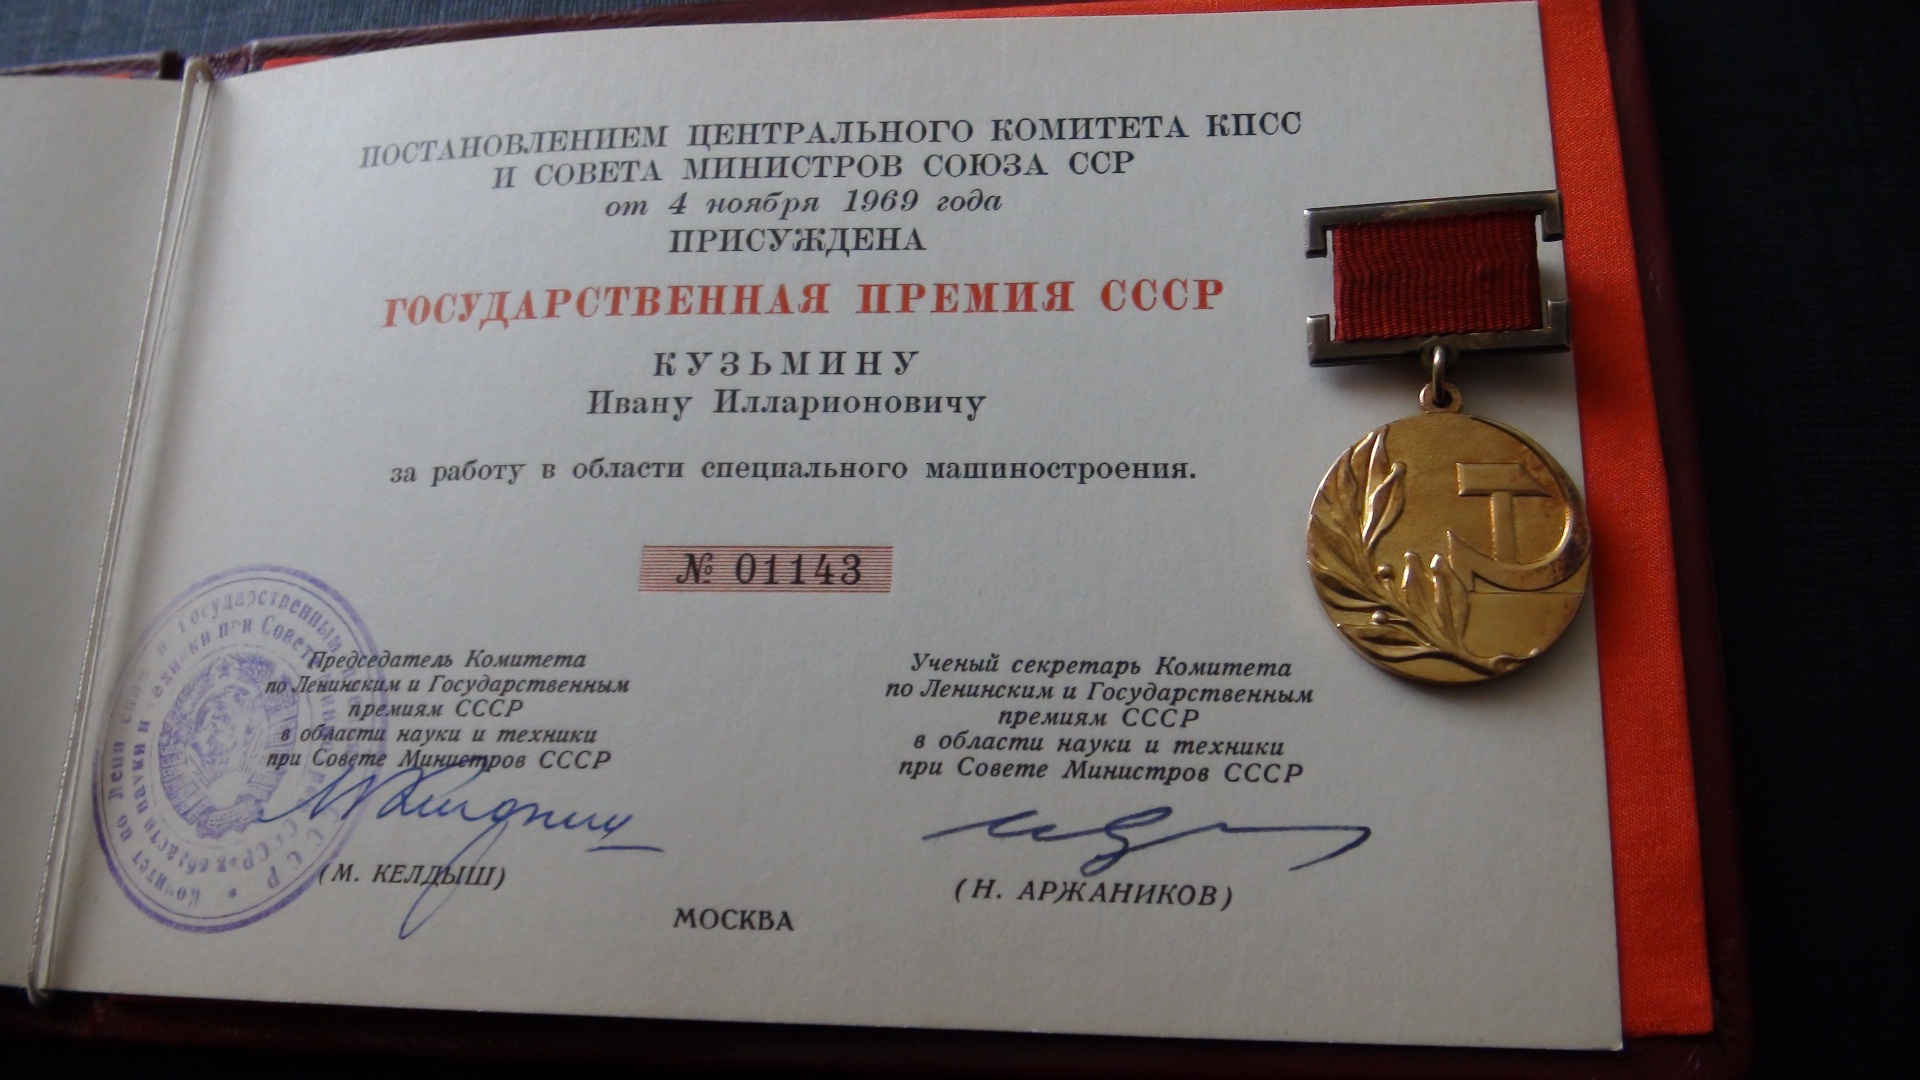 ПОСТАНОВЛЕНИЕМ ЦЕНТРАЛЬНОГО КОМИТЕТА КПСС
И СОВЕТА МИНИСТРОВ СОЮЗА ССР
от 4 ноября 1969 года
ПРИСУЖДЕНА
ГОСУДАРСТВЕННАЯ ПРЕМИЯ СССР
КУЗЬМИНУ
Ивану Илларионовичу
за работу в области специального машиностроения.
№ 01143
Председатель Комитета
по Ленинским и Государственным
премиям СССР
в области науки и техники
при Совете Министров СССР
(М. КЕЛДЫШ)
Ученый секретарь Комитета
по Ленинским и Государственным
премиям СССР
в области науки и техники
при Совете Министров СССР
(Н. АРЖАНИКОВ)
МОСКВА